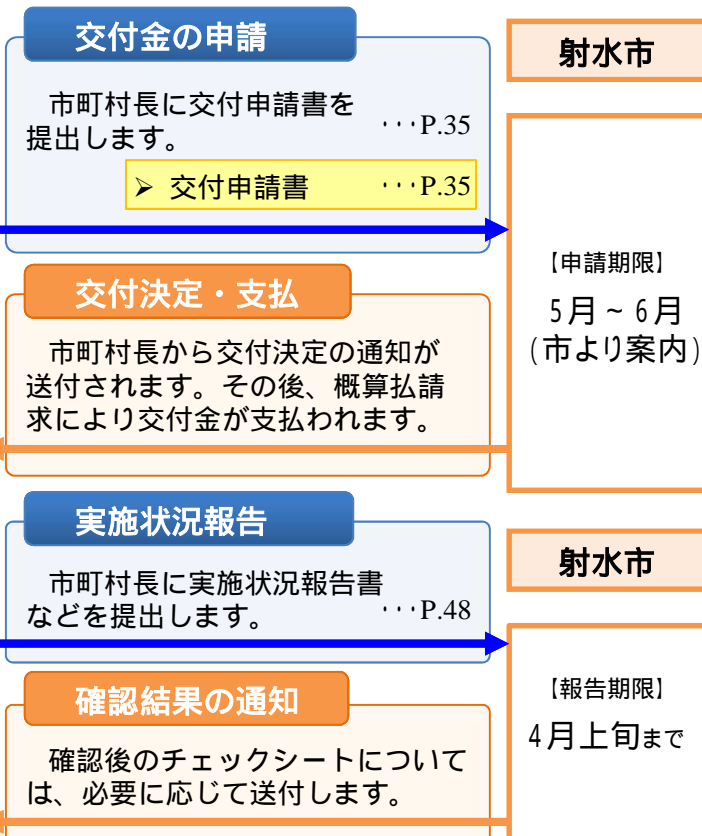 交付金の申請
市町村長に交付申請書を
提出します。 ･･･P.35
➢ 交付申請書 ･･･P.35
射水市
【申請期限】
5月~6月
(市より案内)
交付決定・支払
市町村長から交付決定の通知が
送付されます。その後、概算払請
求により交付金が支払われます。
実施状況報告
市町村長に実施状況報告書
などを提出します。 ･･･P.48
射水市
【報告期限】
4月上旬まで
確認結果の通知
確認後のチェックシートについて
は、必要に応じて送付します。